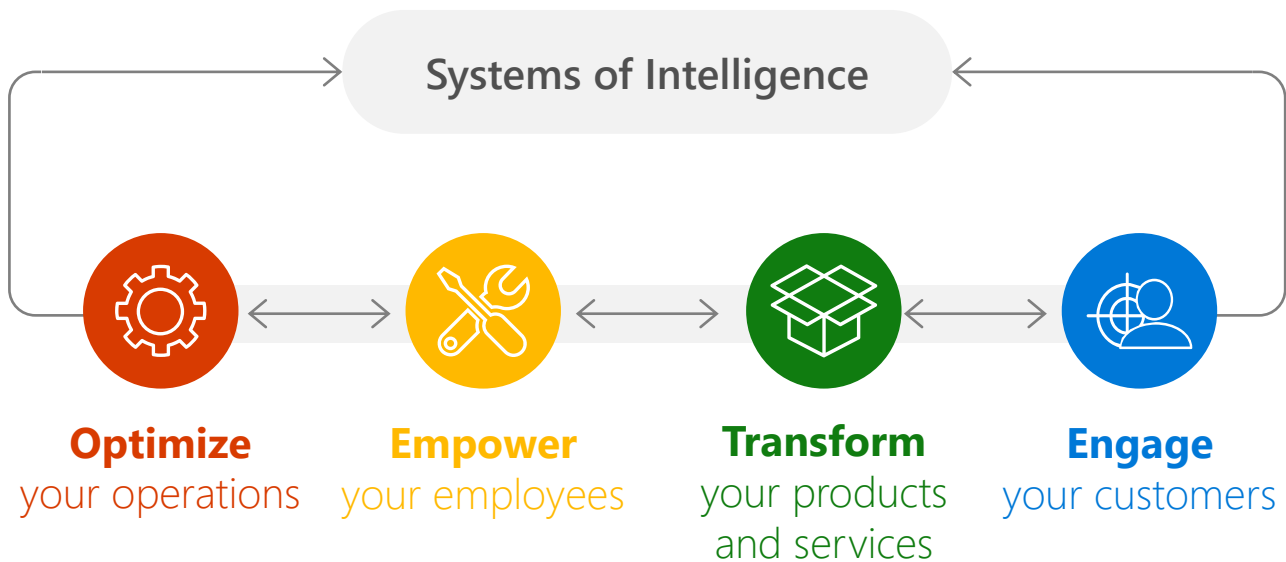 Systems of Intelligence
Optimize
your operations
Empower
your employees
Transform
your products
and services
Engage
your customers